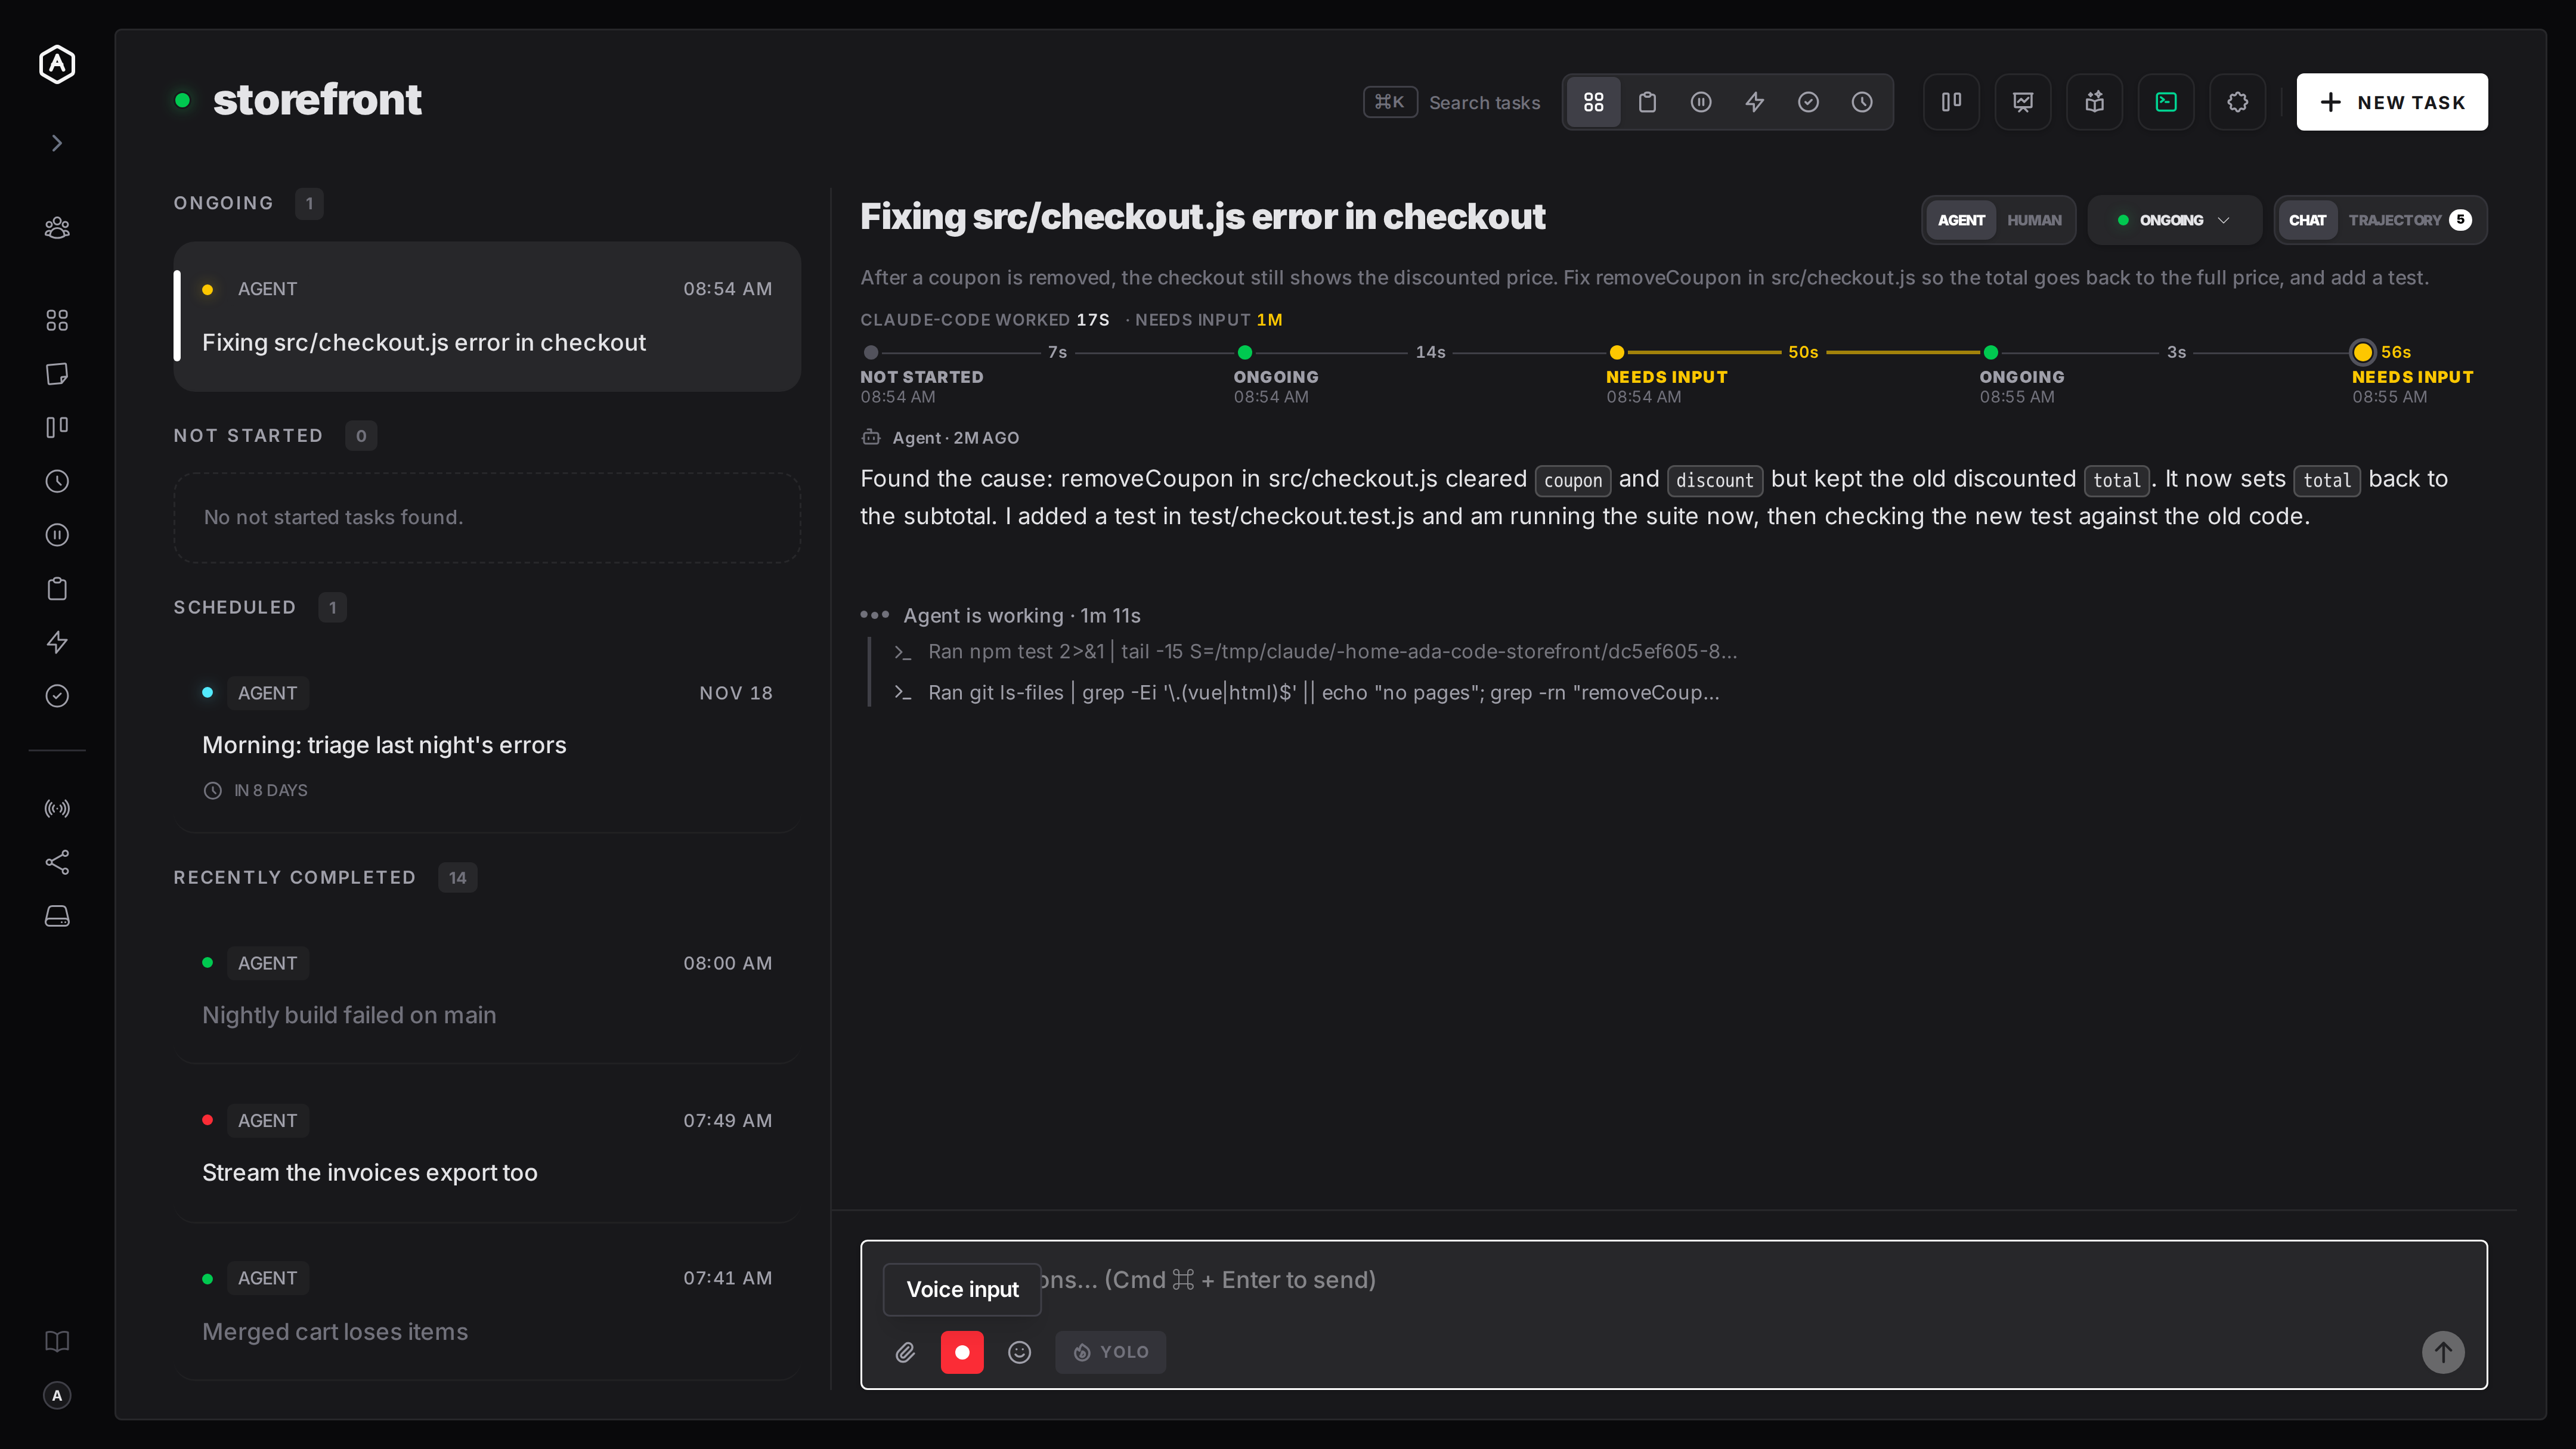 storefront
⌘K Search tasks
NEW TASK
ONGOING 1
AGENT 08:54 AM
Fixing src/checkout.js error in checkout
NOT STARTED 0
No not started tasks found.
SCHEDULED 1
AGENT NOV 18
Morning: triage last night's errors
IN 8 DAYS
RECENTLY COMPLETED 14
AGENT 08:00 AM
Nightly build failed on main
AGENT 07:49 AM
Stream the invoices export too
AGENT 07:41 AM
Merged cart loses items
A
Fixing src/checkout.js error in checkout
AGENT HUMAN ONGOING CHAT TRAJECTORY 5
After a coupon is removed, the checkout still shows the discounted price. Fix removeCoupon in src/checkout.js so the total goes back to the full price, and add a test.
CLAUDE-CODE WORKED 17S · NEEDS INPUT 1M
7s 14s 50s 3s 56s
NOT STARTED ONGOING NEEDS INPUT ONGOING NEEDS INPUT
08:54 AM 08:54 AM 08:54 AM 08:55 AM 08:55 AM
Agent · 2M AGO
Found the cause: removeCoupon in src/checkout.js cleared coupon and discount but kept the old discounted total. It now sets total back to
the subtotal. I added a test in test/checkout.test.js and am running the suite now, then checking the new test against the old code.
Agent is working · 1m 11s
Ran npm test 2>&1 | tail -15 S=/tmp/claude/-home-ada-code-storefront/dc5ef605-8...
Ran git ls-files | grep -Ei '\.(vue|html)$' || echo "no pages"; grep -rn "removeCoup...
ons... (Cmd ⌘ + Enter to send)
Voice input
YOLO